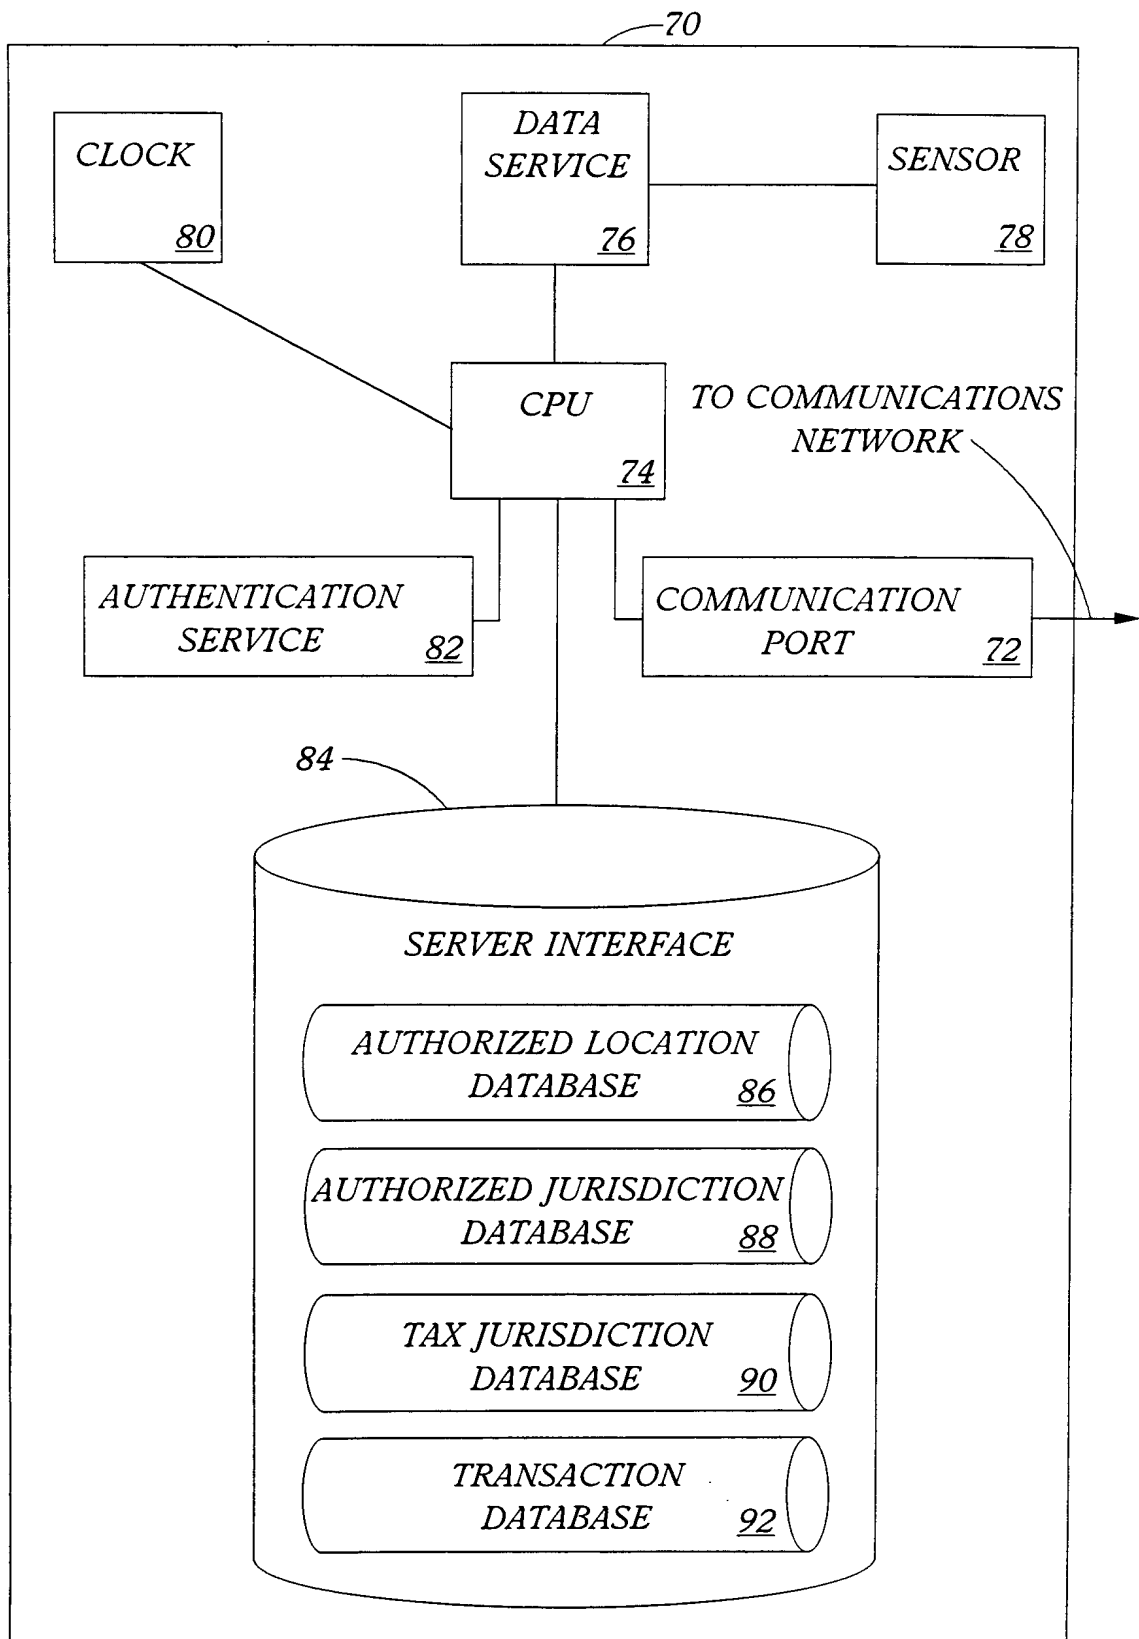 70
CLOCK
80
DATA
SERVICE
76
SENSOR
78
CPU
74
TO COMMUNICATIONS
NETWORK
AUTHENTICATION
SERVICE
82
COMMUNICATION
PORT
72
84
SERVER INTERFACE
AUTHORIZED LOCATION
DATABASE
86
AUTHORIZED JURISDICTION
DATABASE
88
TAX JURISDICTION
DATABASE
90
TRANSACTION
DATABASE
92